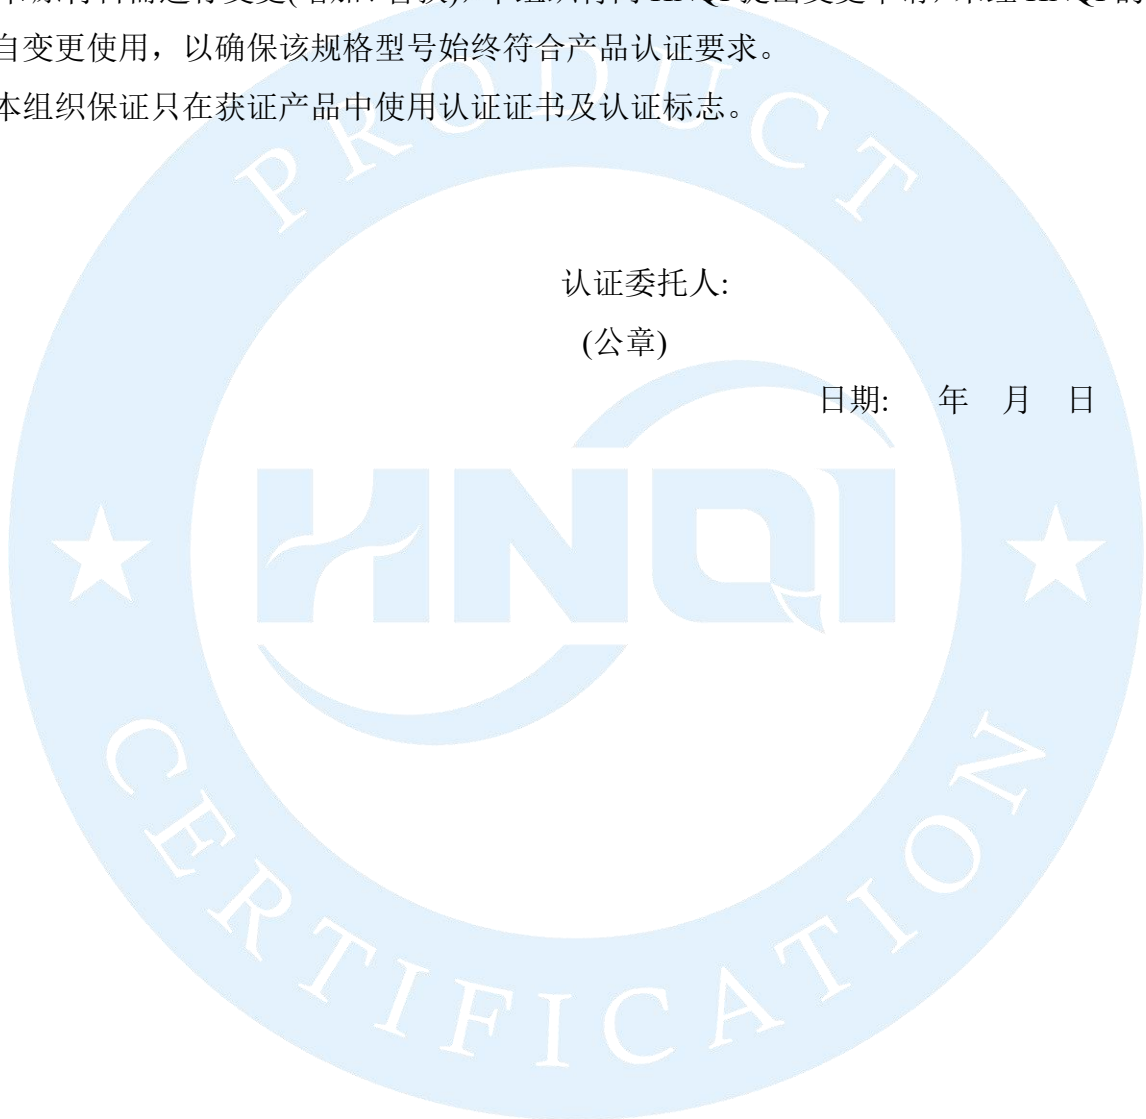 自变更使用，以确保该规格型号始终符合产品认证要求。
本组织保证只在获证产品中使用认证证书及认证标志。
认证委托人:
(公章)
日期: 年 月 日
PRODUCT
HNQI
CERTIFICATION